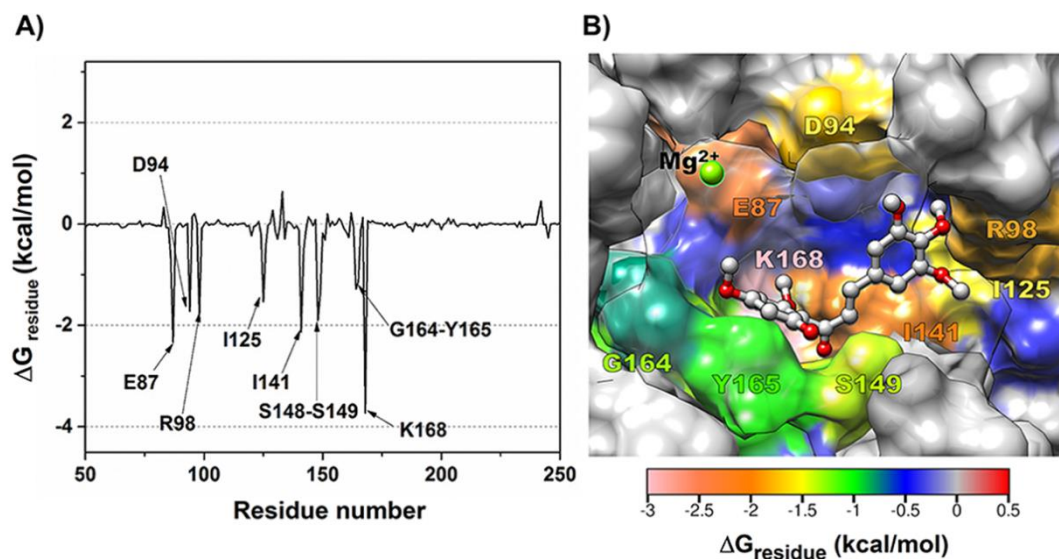 A)
ΔGresidue (kcal/mol)
2
0
-2
-4
D94
E87
R98
I125
I141
S148-S149
G164-Y165
K168
50 100 150 200 250
Residue number
B)
D94
Mg2+
E87
R98
K168
I125
I141
G164
Y165
S149
-3 -2.5 -2 -1.5 -1 -0.5 0 0.5
ΔGresidue (kcal/mol)